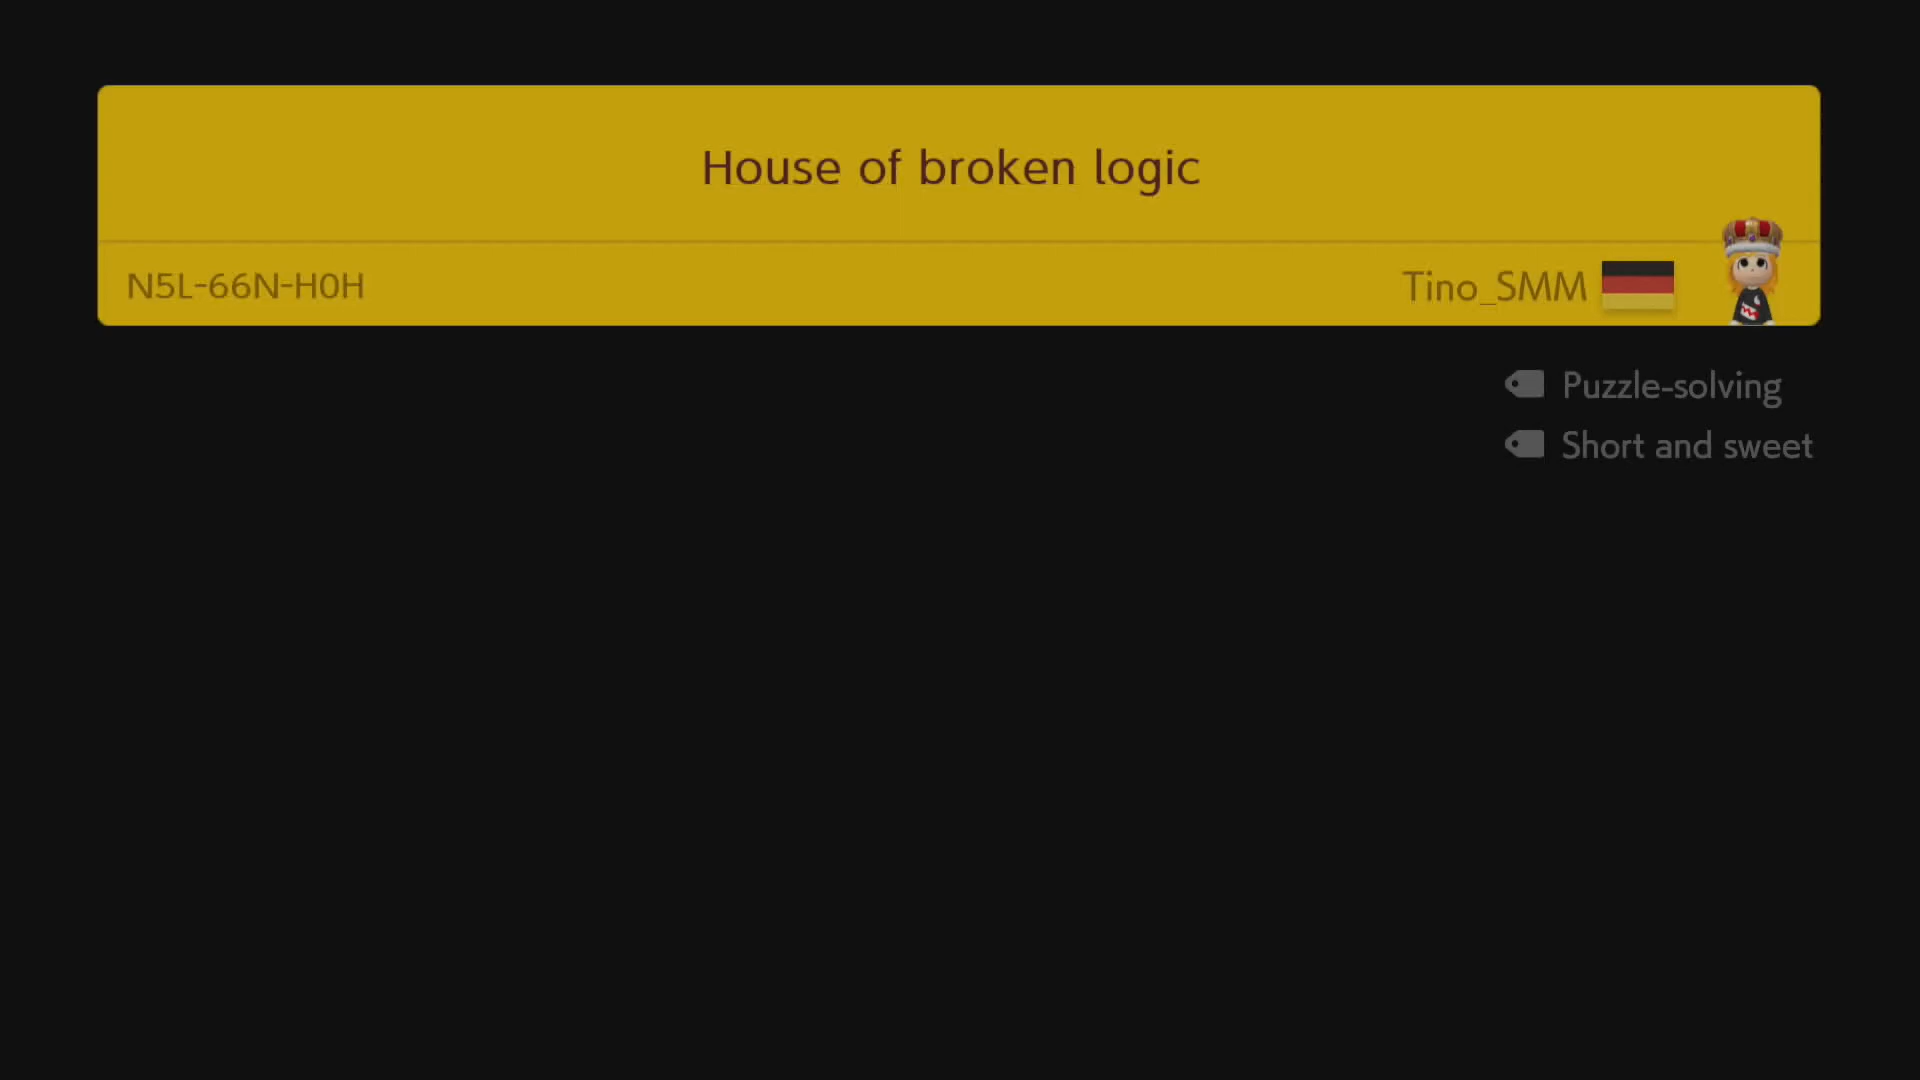 House of broken logic
N5L-66N-H0H
Tino_SMM
Puzzle-solving
Short and sweet